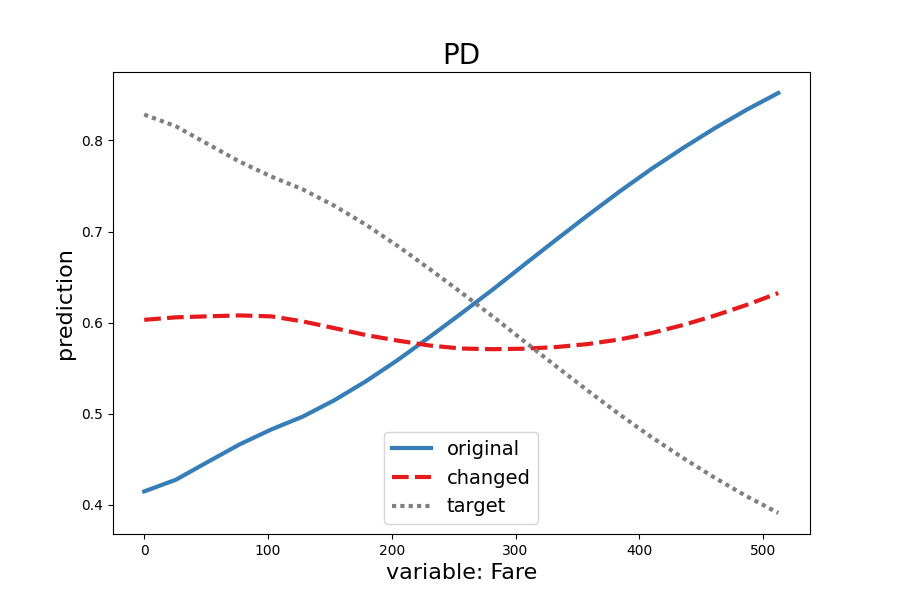 PD
prediction
0.8
0.7
0.6
0.5
0.4
original
changed
target
0 100 200 300 400 500
variable: Fare